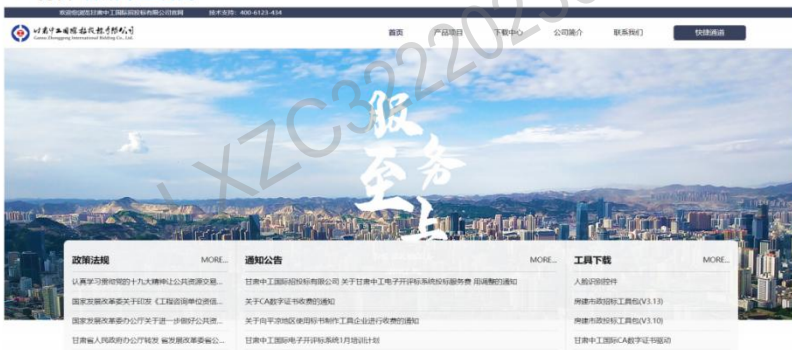 欢迎您浏览甘肃中工国际招投标有限公司官网 技术支持：400-6123-434
甘肃中工国际招投标有限公司
Gansu Zhonggong International Bidding Co., Ltd.
首页 产品项目 下载中心 公司简介 联系我们 快捷通道
LXZC3222202
服务
至上
政策法规 MORE... 通知公告 MORE... 工具下载 MORE...
认真学习贯彻党的十九大精神让公共资源交易... 甘肃中工国际招投标有限公司 关于甘肃中工电子开评标系统投标服务费 用调整的通知 人脸识别控件
国家发展改革委关于印发《工程咨询单位资信... 关于CA数字证书收费的通知 房建市政招标工具包(V3.13)
国家发展改革委办公厅关于进一步做好公共资... 关于向平凉地区使用标书制作工具企业进行收费的通知 房建市政投标工具包(V3.10)
甘肃省人民政府办公厅转发 省发展改革委省公... 甘肃中工国际电子开评标系统1月培训计划 甘肃中工国际CA数字证书驱动